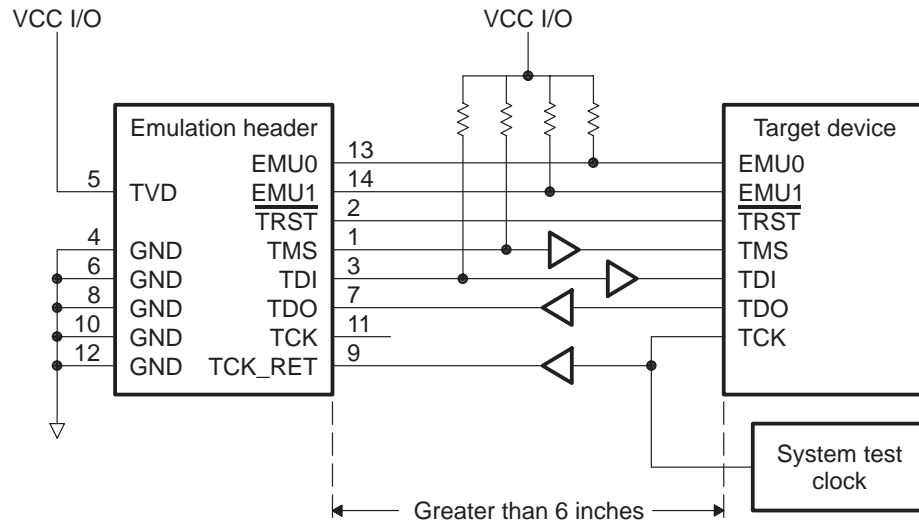 VCC I/O
VCC I/O
Emulation header
Target device
13
EMU0
EMU0
5
TVD
14
EMU1
EMU1
2
TRST
TRST
4
GND
TMS
1
TMS
6
GND
TDI
3
TDI
8
GND
TDO
7
TDO
10
GND
TCK
11
TCK
12
GND
TCK_RET
9
System test
clock
Greater than 6 inches